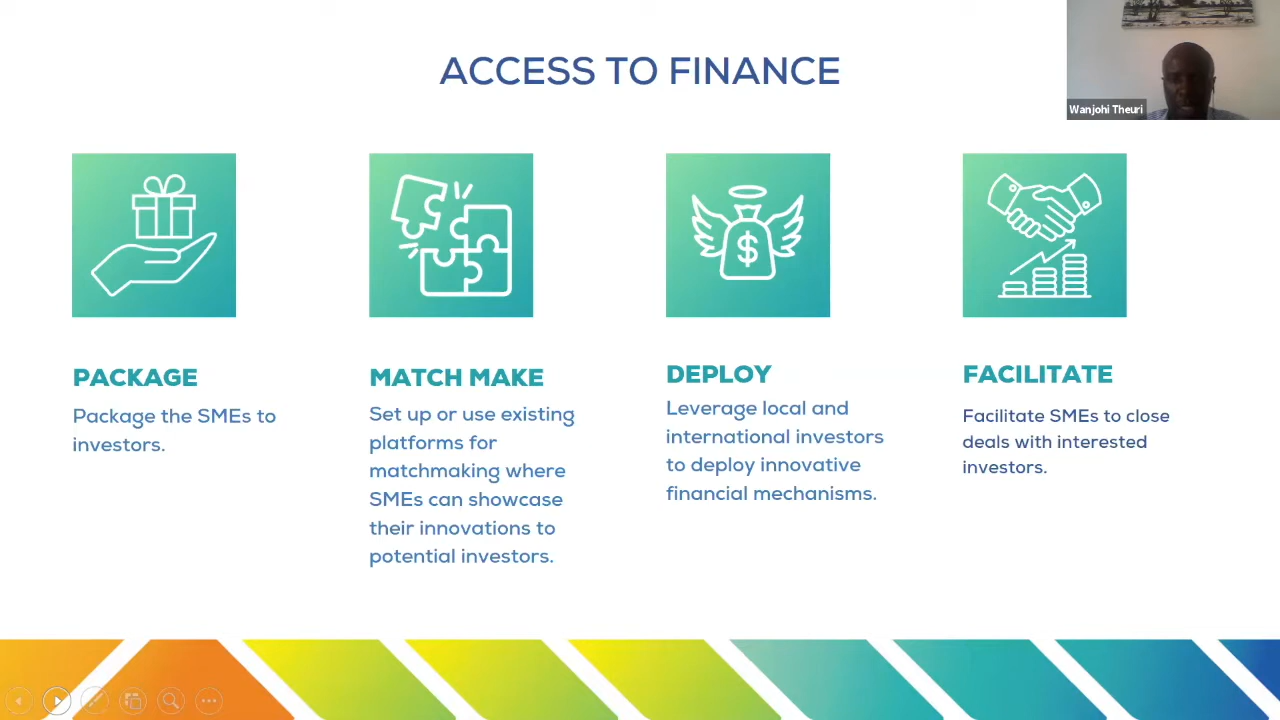 ACCESS TO FINANCE
Wanjohi Theuri
$
PACKAGE
Package the SMEs to
investors.
MATCH MAKE
Set up or use existing
platforms for
matchmaking where
SMEs can showcase
their innovations to
potential investors.
DEPLOY
Leverage local and
international investors
to deploy innovative
financial mechanisms.
FACILITATE
Facilitate SMEs to close
deals with interested
investors.